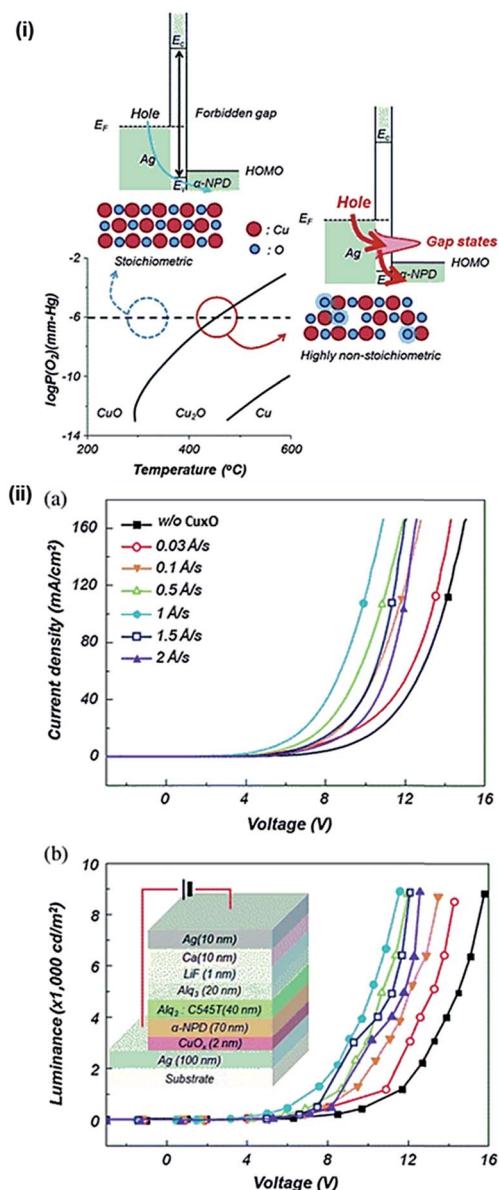 (i)
E_C
Hole
Forbidden gap
E_F
Ag
HOMO
E_V
α-NPD
: Cu
: O
Stoichiometric
E_C
Hole
E_F
Gap states
Ag
HOMO
α-NPD
Highly non-stoichiometric
-2
-6
-10
-14
logP(O₂)(mm-Hg)
CuO
Cu₂O
Cu
200
400
600
Temperature (°C)
(ii)
(a)
160
120
80
40
0
Current density (mA/cm²)
w/o CuxO
0.03 Å/s
0.1 Å/s
0.5 Å/s
1 Å/s
1.5 Å/s
2 Å/s
0
4
8
12
16
Voltage (V)
(b)
10
8
6
4
2
0
Luminance (x1,000 cd/m²)
Ag(10 nm)
Ca(10 nm)
LiF (1 nm)
Alq₃ (20 nm)
Alq₃ : C545T(40 nm)
α-NPD (70 nm)
CuOₓ (2 nm)
Ag (100 nm)
Substrate
0
4
8
12
16
Voltage (V)